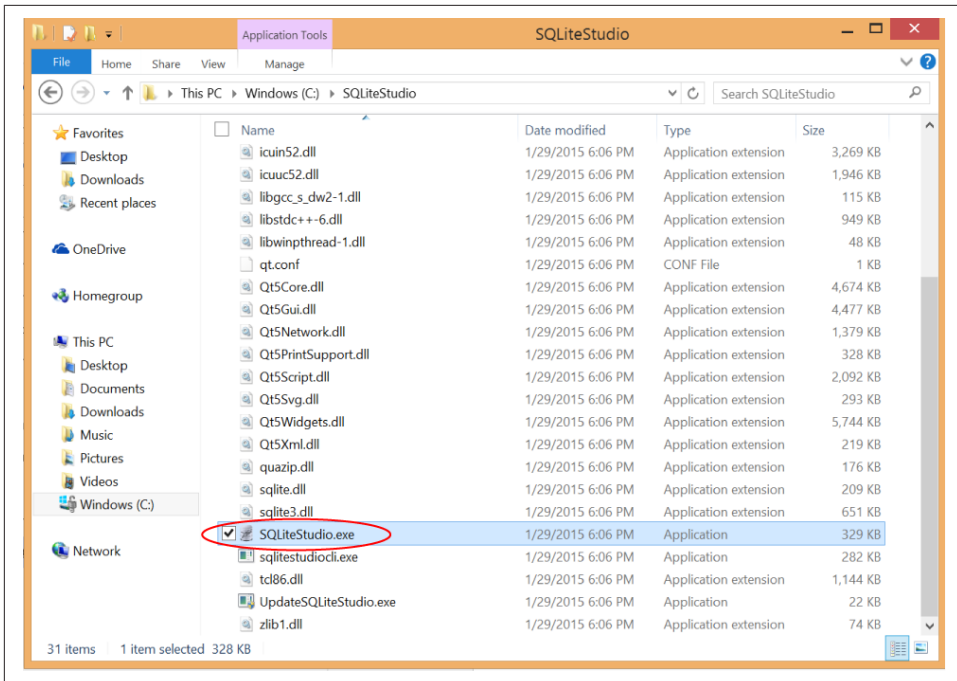 Application Tools SQLiteStudio
File Home Share View Manage
This PC Windows (C:) SQLiteStudio Search SQLiteStudio
Favorites
Desktop
Downloads
Recent places
OneDrive
Homegroup
This PC
Desktop
Documents
Downloads
Music
Pictures
Videos
Windows (C:)
Network
Name Date modified Type Size
icuin52.dll 1/29/2015 6:06 PM Application extension 3,269 KB
icuuc52.dll 1/29/2015 6:06 PM Application extension 1,946 KB
libgcc_s_dw2-1.dll 1/29/2015 6:06 PM Application extension 115 KB
libstdc++-6.dll 1/29/2015 6:06 PM Application extension 949 KB
libwinpthread-1.dll 1/29/2015 6:06 PM Application extension 48 KB
qt.conf 1/29/2015 6:06 PM CONF File 1 KB
Qt5Core.dll 1/29/2015 6:06 PM Application extension 4,674 KB
Qt5Gui.dll 1/29/2015 6:06 PM Application extension 4,477 KB
Qt5Network.dll 1/29/2015 6:06 PM Application extension 1,379 KB
Qt5PrintSupport.dll 1/29/2015 6:06 PM Application extension 328 KB
Qt5Script.dll 1/29/2015 6:06 PM Application extension 2,092 KB
Qt5Svg.dll 1/29/2015 6:06 PM Application extension 293 KB
Qt5Widgets.dll 1/29/2015 6:06 PM Application extension 5,744 KB
Qt5Xml.dll 1/29/2015 6:06 PM Application extension 219 KB
quazip.dll 1/29/2015 6:06 PM Application extension 176 KB
sqlite.dll 1/29/2015 6:06 PM Application extension 209 KB
sqlite3.dll 1/29/2015 6:06 PM Application extension 651 KB
SQLiteStudio.exe 1/29/2015 6:06 PM Application 329 KB
sqlitestudiocli.exe 1/29/2015 6:06 PM Application 282 KB
tcl86.dll 1/29/2015 6:06 PM Application extension 1,144 KB
UpdateSQLiteStudio.exe 1/29/2015 6:06 PM Application 22 KB
zlib1.dll 1/29/2015 6:06 PM Application extension 74 KB
31 items 1 item selected 328 KB